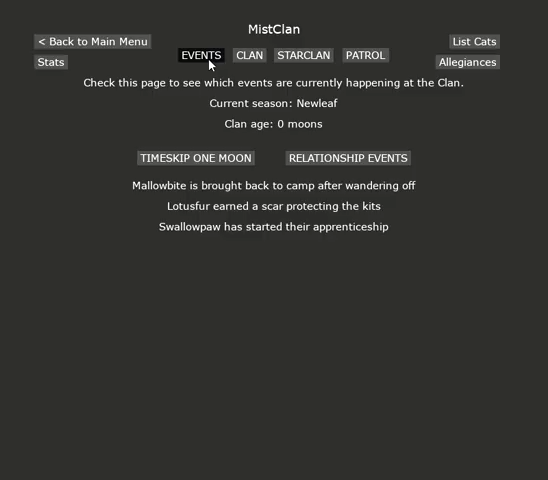 MistClan
< Back to Main Menu
List Cats
EVENTS CLAN STARCLAN PATROL
Stats
Allegiances
Check this page to see which events are currently happening at the Clan.
Current season: Newleaf
Clan age: 0 moons
TIMESKIP ONE MOON RELATIONSHIP EVENTS
Mallowbite is brought back to camp after wandering off
Lotusfur earned a scar protecting the kits
Swallowpaw has started their apprenticeship